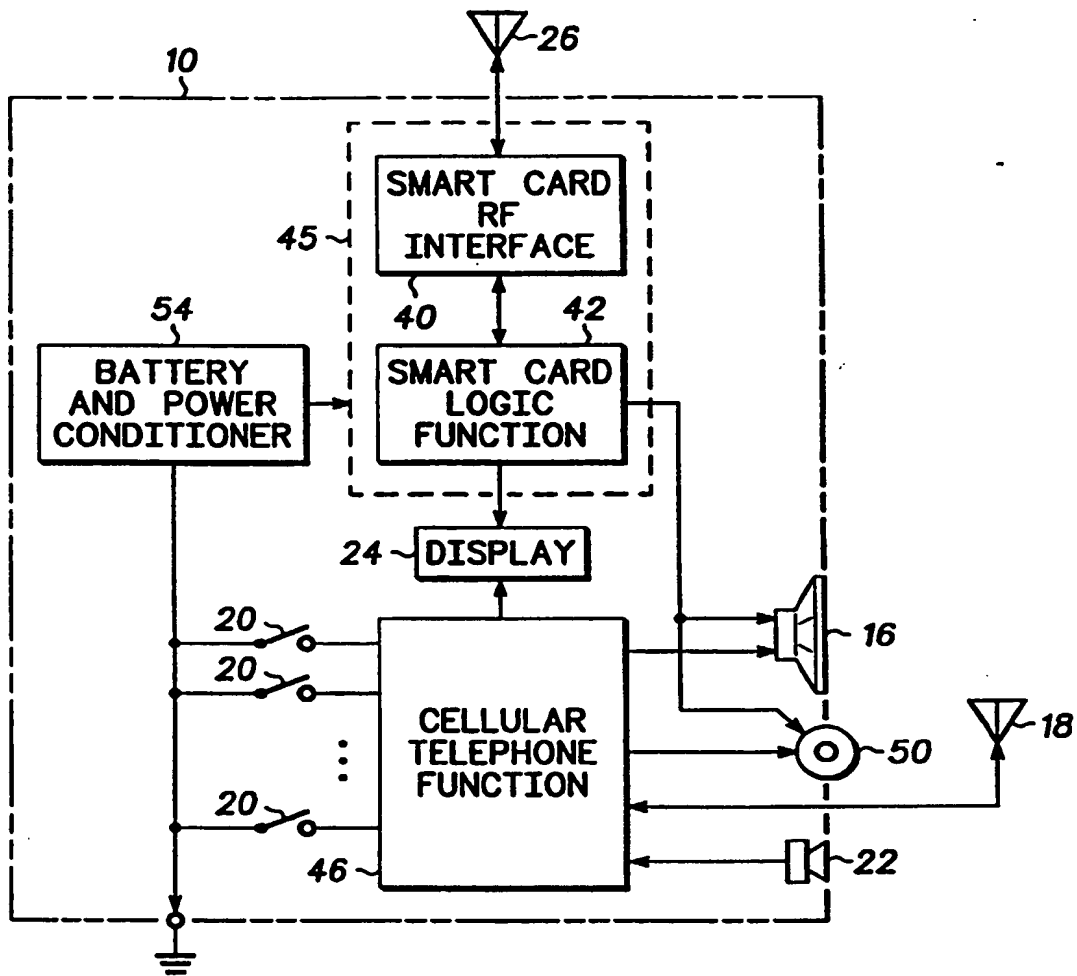 26
10
SMART CARD
RF
INTERFACE
45
40
42
54
BATTERY
AND POWER
CONDITIONER
SMART CARD
LOGIC
FUNCTION
24
DISPLAY
20
16
20
18
CELLULAR
TELEPHONE
FUNCTION
50
20
46
22